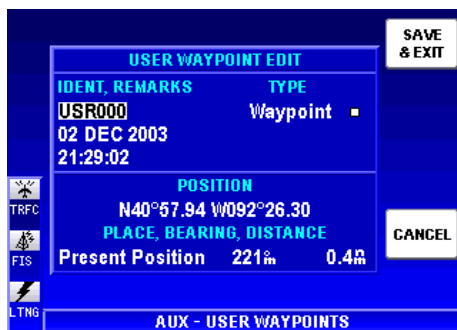 SAVE
& EXIT
USER WAYPOINT EDIT
IDENT, REMARKS TYPE
USR000 Waypoint
02 DEC 2003
21:29:02
POSITION
N40°57.94 W092°26.30
PLACE, BEARING, DISTANCE
Present Position 221°m 0.4nm
TRFC
FIS
LTNG
CANCEL
AUX - USER WAYPOINTS